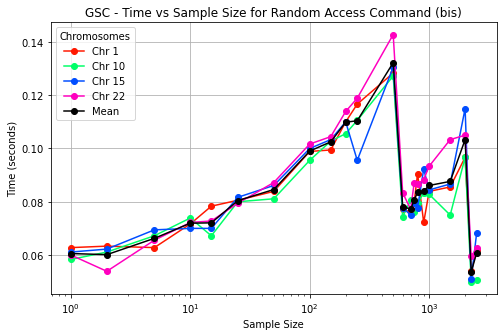 GSC - Time vs Sample Size for Random Access Command (bis)
Chromosomes
Chr 1
Chr 10
Chr 15
Chr 22
Mean
Time (seconds)
0.14
0.12
0.10
0.08
0.06
10⁰
10¹
10²
10³
Sample Size